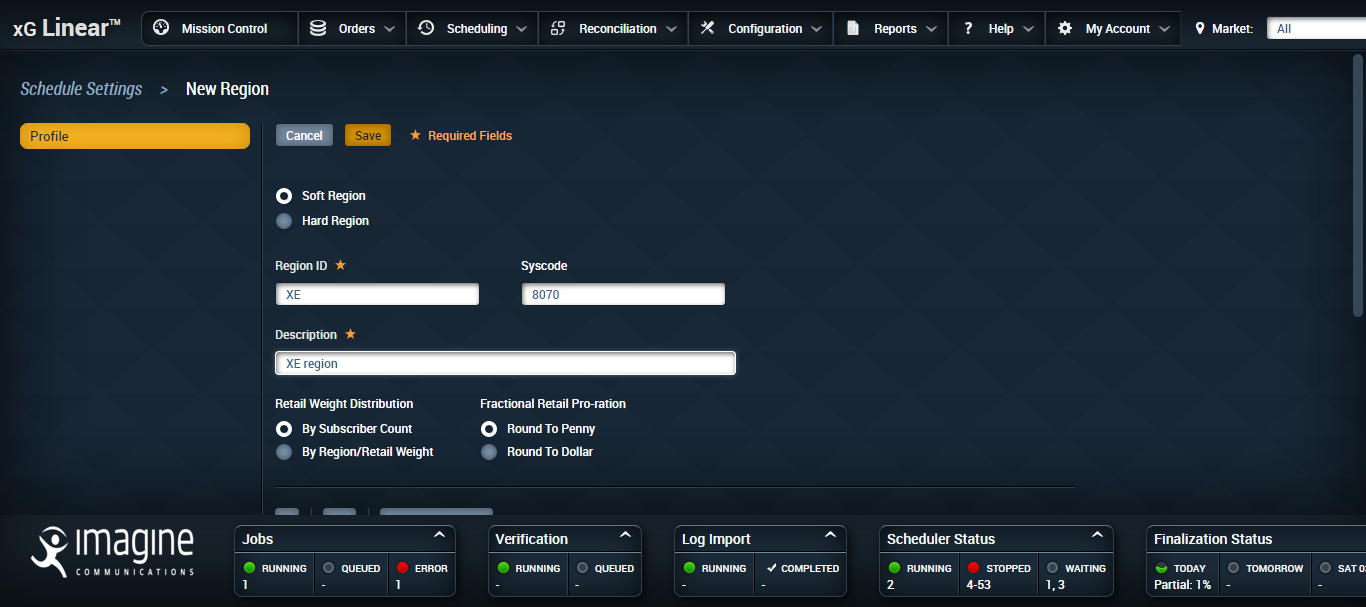 xG Linear™ Mission Control Orders Scheduling Reconciliation Configuration Reports ? Help My Account Market: All
Schedule Settings > New Region
Profile
Cancel Save ★ Required Fields
Soft Region
Hard Region
Region ID ★ Syscode
XE 8070
Description ★
XE region
Retail Weight Distribution Fractional Retail Pro-ration
By Subscriber Count Round To Penny
By Region/Retail Weight Round To Dollar
imagine
COMMUNICATIONS
Jobs Verification Log Import Scheduler Status Finalization Status
RUNNING QUEUED ERROR RUNNING QUEUED RUNNING COMPLETED RUNNING STOPPED WAITING TODAY TOMORROW SAT 03
1 - 1 - - - - 2 4-53 1, 3 Partial: 1% - -